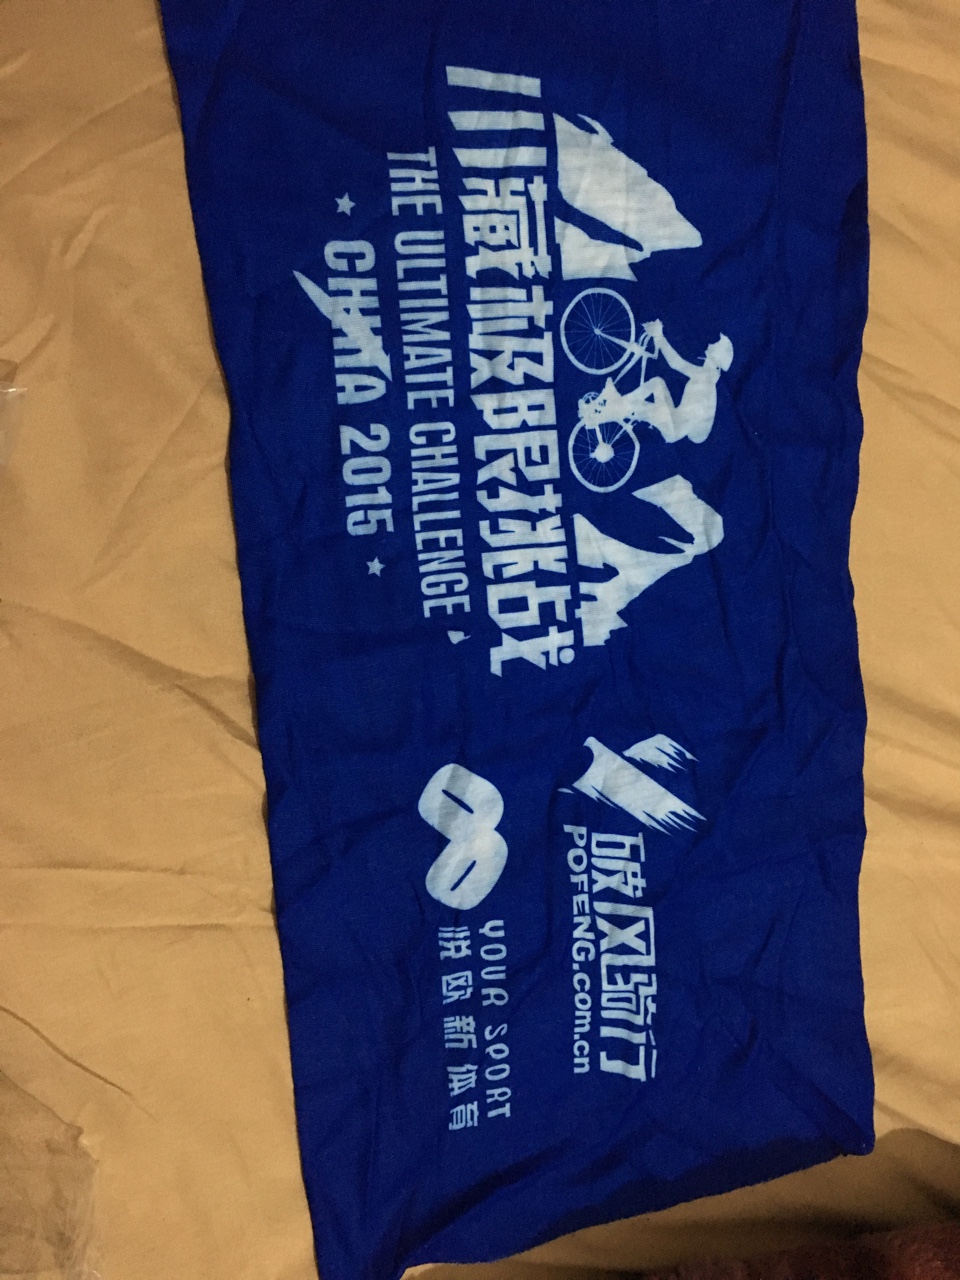 川藏极限挑战
THE ULTIMATE CHALLENGE
CHINA 2015
破风骑行
POFENG.com.cn
YOUR SPORT
悦欧新体育